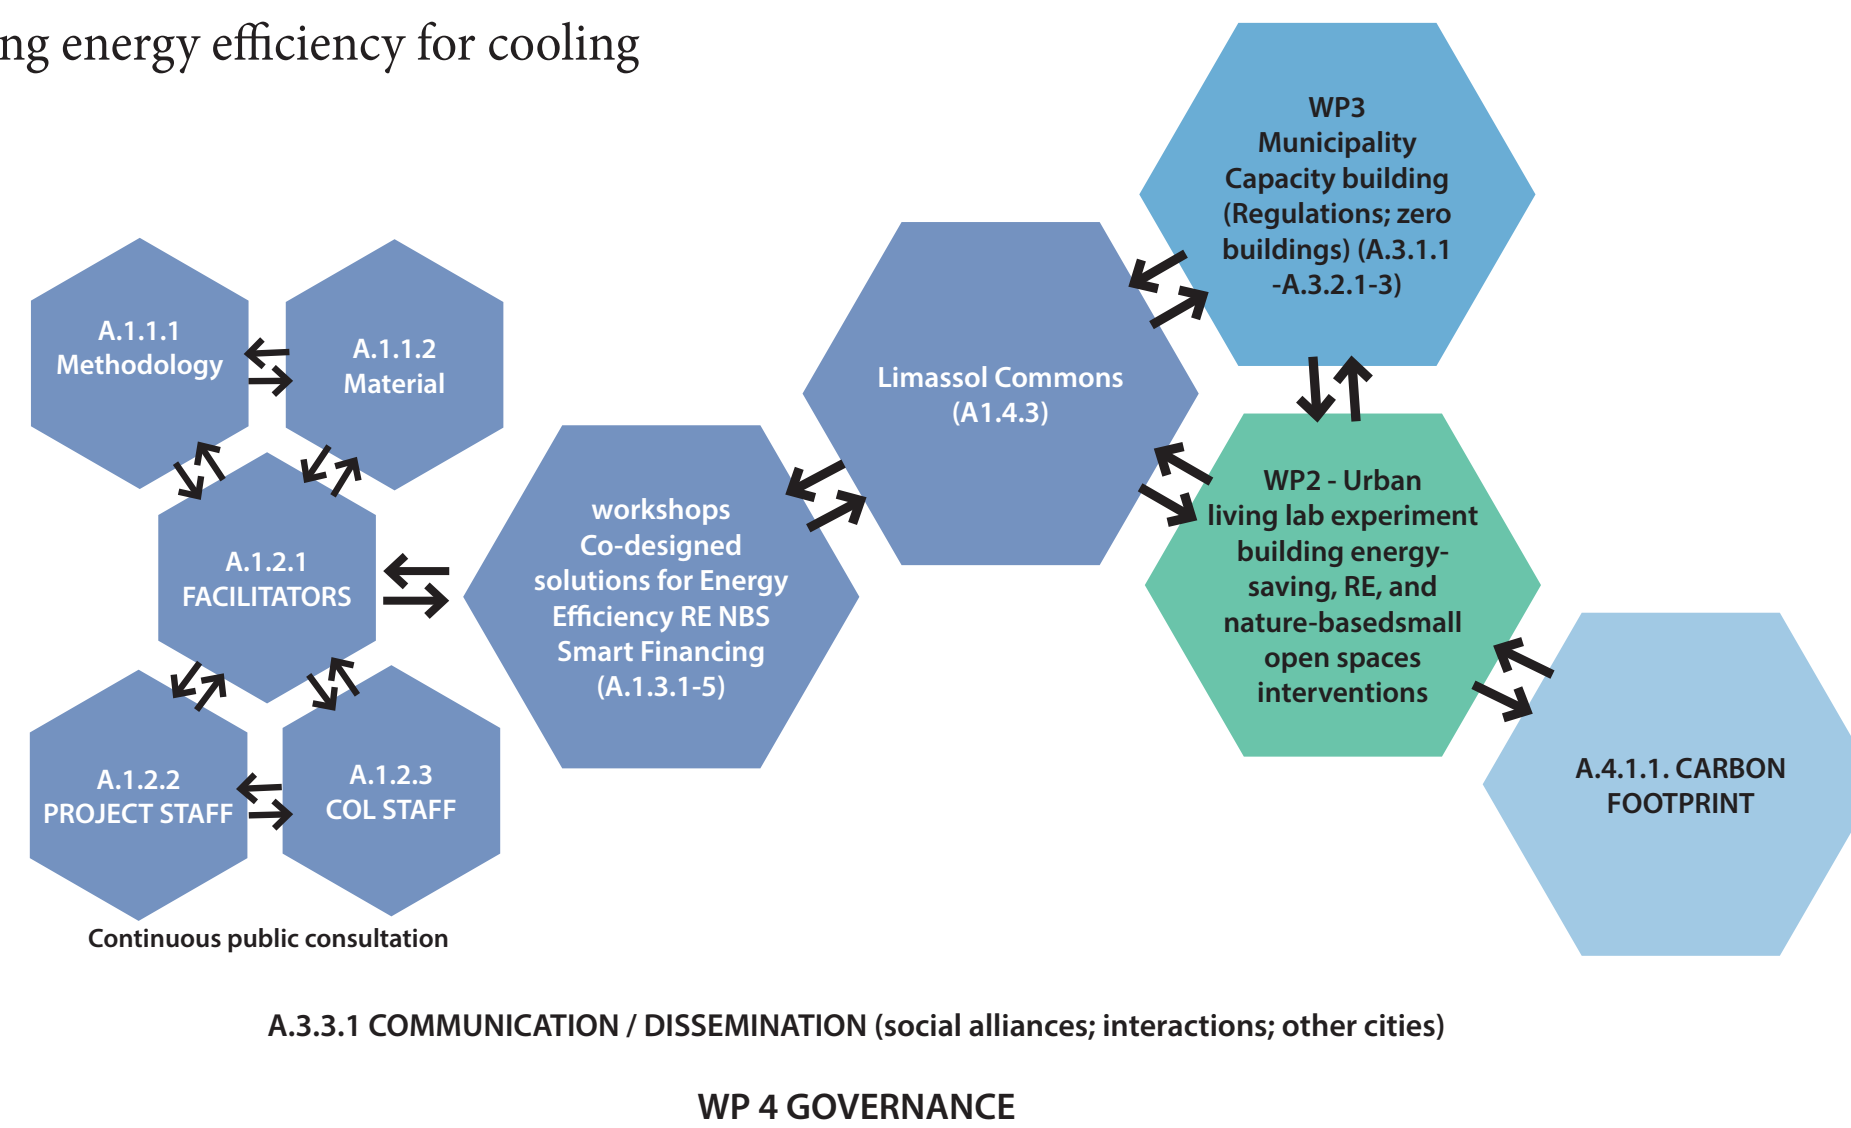 ng energy efficiency for cooling
WP3
Municipality
Capacity building
(Regulations; zero
buildings) (A.3.1.1
-A.3.2.1-3)
A.1.1.1
Methodology
A.1.1.2
Material
Limassol Commons
(A1.4.3)
workshops
Co-designed
solutions for Energy
Efficiency RE NBS
Smart Financing
(A.1.3.1-5)
WP2 - Urban
living lab experiment
building energy-
saving, RE, and
nature-basedsmall
open spaces
interventions
A.1.2.1
FACILITATORS
A.1.2.2
PROJECT STAFF
A.1.2.3
COL STAFF
A.4.1.1. CARBON
FOOTPRINT
Continuous public consultation
A.3.3.1 COMMUNICATION / DISSEMINATION (social alliances; interactions; other cities)
WP 4 GOVERNANCE